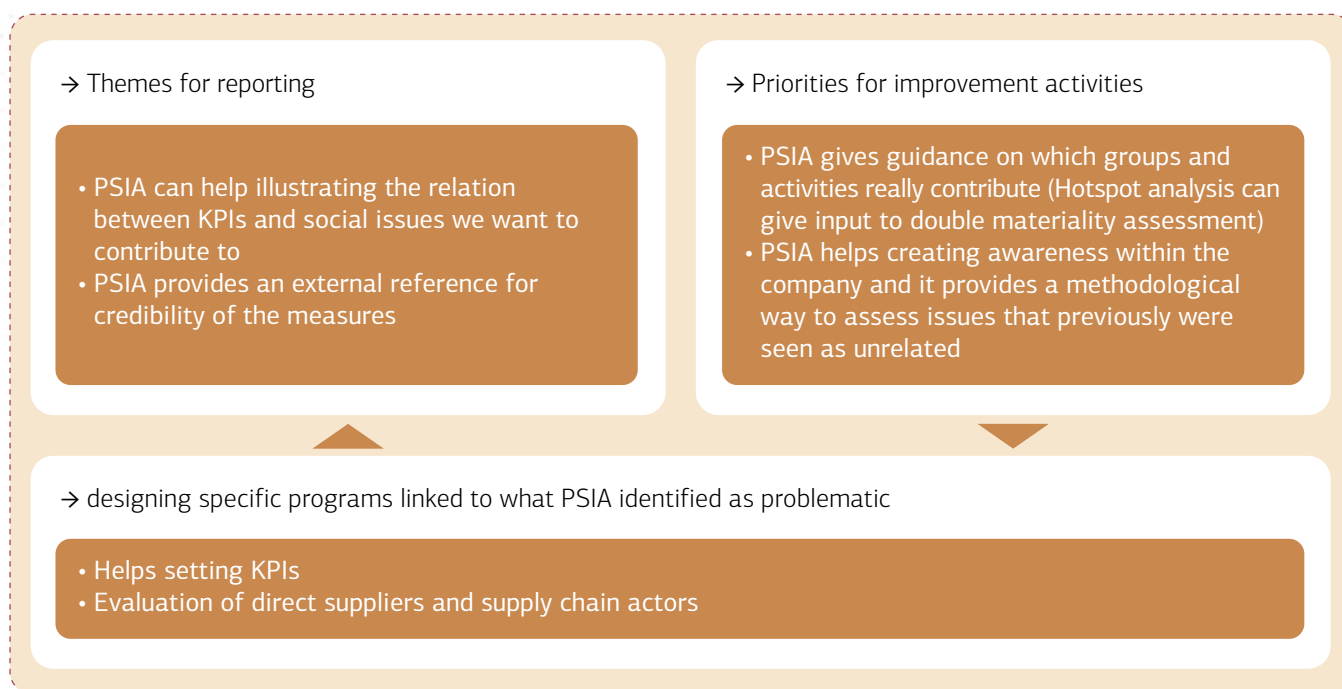 → Themes for reporting
• PSIA can help illustrating the relation
between KPIs and social issues we want to
contribute to
• PSIA provides an external reference for
credibility of the measures
→ Priorities for improvement activities
• PSIA gives guidance on which groups and
activities really contribute (Hotspot analysis can
give input to double materiality assessment)
• PSIA helps creating awareness within the
company and it provides a methodological
way to assess issues that previously were
seen as unrelated
→ designing specific programs linked to what PSIA identified as problematic
• Helps setting KPIs
• Evaluation of direct suppliers and supply chain actors